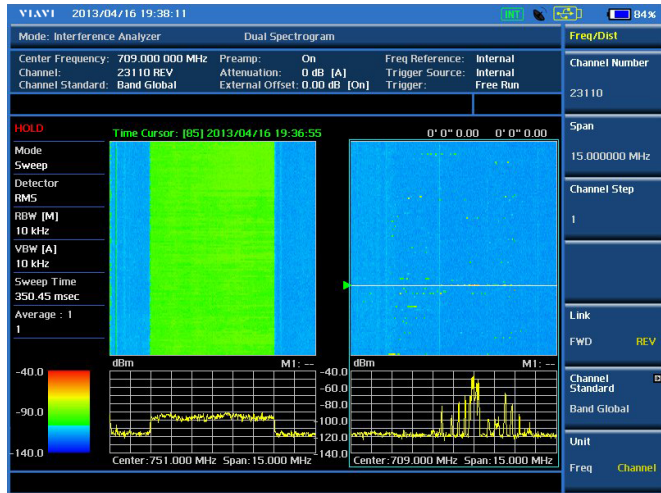 VIAVI 2013/04/16 19:38:11 INT 84%
Mode: Interference Analyzer Dual Spectrogram
Center Frequency: 709.000 000 MHz Preamp: On Freq Reference: Internal
Channel: 23110 REV Attenuation: 0 dB [A] Trigger Source: Internal
Channel Standard: Band Global External Offset: 0.00 dB [On] Trigger: Free Run
HOLD
Time Cursor: [85] 2013/04/16 19:36:55 0' 0" 0.00 0' 0" 0.00
Mode
Sweep
Detector
RMS
RBW [M]
10 kHz
VBW [A]
10 kHz
Sweep Time
350.45 msec
Average : 1
1
dBm M1: -- dBm M1: --
-40.0 -40.0
-60.0
-80.0
-90.0
-100.0
-120.0
-140.0 -140.0
Center:751.000 MHz Span:15.000 MHz Center:709.000 MHz Span:15.000 MHz
Freq/Dist
Channel Number
23110
Span
15.000000 MHz
Channel Step
1
Link
FWD REV
Channel
Standard
Band Global
Unit
Freq Channel